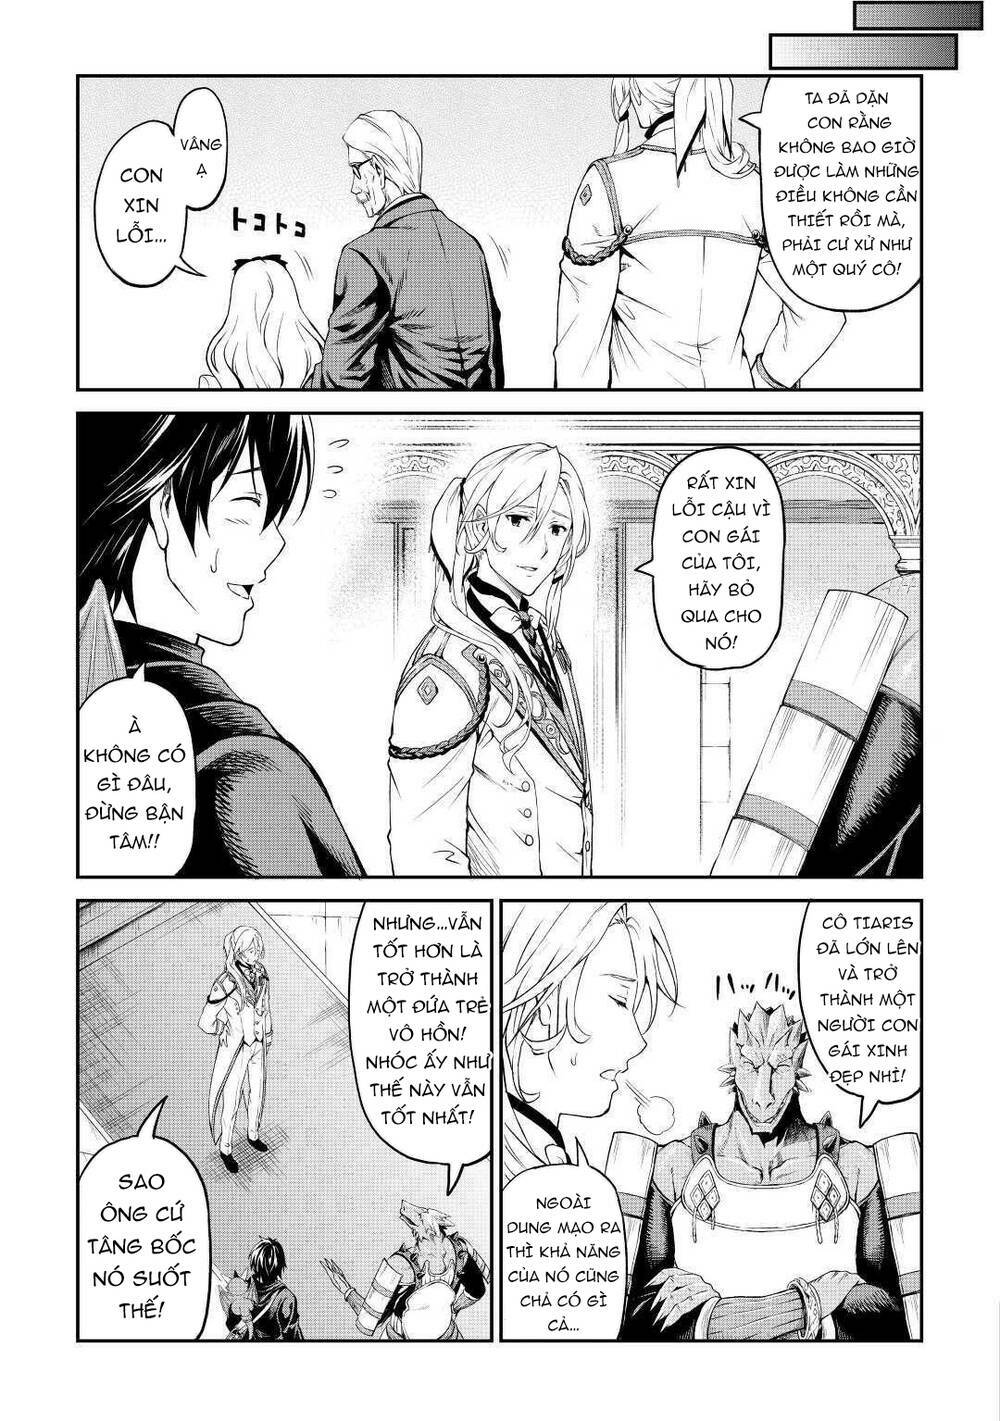 TA ĐÃ DẶN
CON RẰNG
KHÔNG BAO GIỜ
ĐƯỢC LÀM NHỮNG
ĐIỀU KHÔNG CẦN
THIẾT RỒI MÀ,
PHẢI CƯ XỬ NHƯ
MỘT QUÝ CÔ!
VÂNG
Ạ
CON
XIN
LỖI...
トコトコ
RẤT XIN
LỖI CẬU VÌ
CON GÁI
CỦA TÔI,
HÃY BỎ
QUA CHO
NÓ!
À
KHÔNG CÓ
GÌ ĐÂU,
ĐỪNG BẬN
TÂM!!
CÔ TIARIS
ĐÃ LỚN LÊN
VÀ TRỞ
THÀNH MỘT
NGƯỜI CON
GÁI XINH
ĐẸP NHỈ!
ハッハッ
NGOÀI
DUNG MẠO RA
THÌ KHẢ NĂNG
CỦA NÓ CŨNG
CHẢ CÓ GÌ
CẢ...
NHƯNG...VẪN
TỐT HƠN LÀ
TRỞ THÀNH
MỘT ĐỨA TRẺ
VÔ HỒN!
NHÓC ẤY NHƯ
THẾ NÀY VẪN
TỐT NHẤT!
SAO
ÔNG CỨ
TÂNG BỐC
NÓ SUỐT
THẾ!